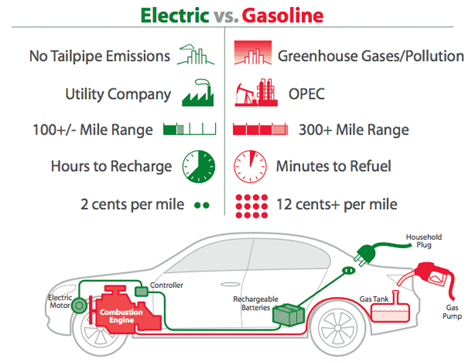 Electric vs. Gasoline
No Tailpipe Emissions
Greenhouse Gases/Pollution
Utility Company
OPEC
100+/- Mile Range
300+ Mile Range
Hours to Recharge
Minutes to Refuel
2 cents per mile
12 cents+ per mile
Household
Plug
Controller
Electric
Motor
Combustion
Engine
Rechargeable
Batteries
Gas Tank
Gas
Pump